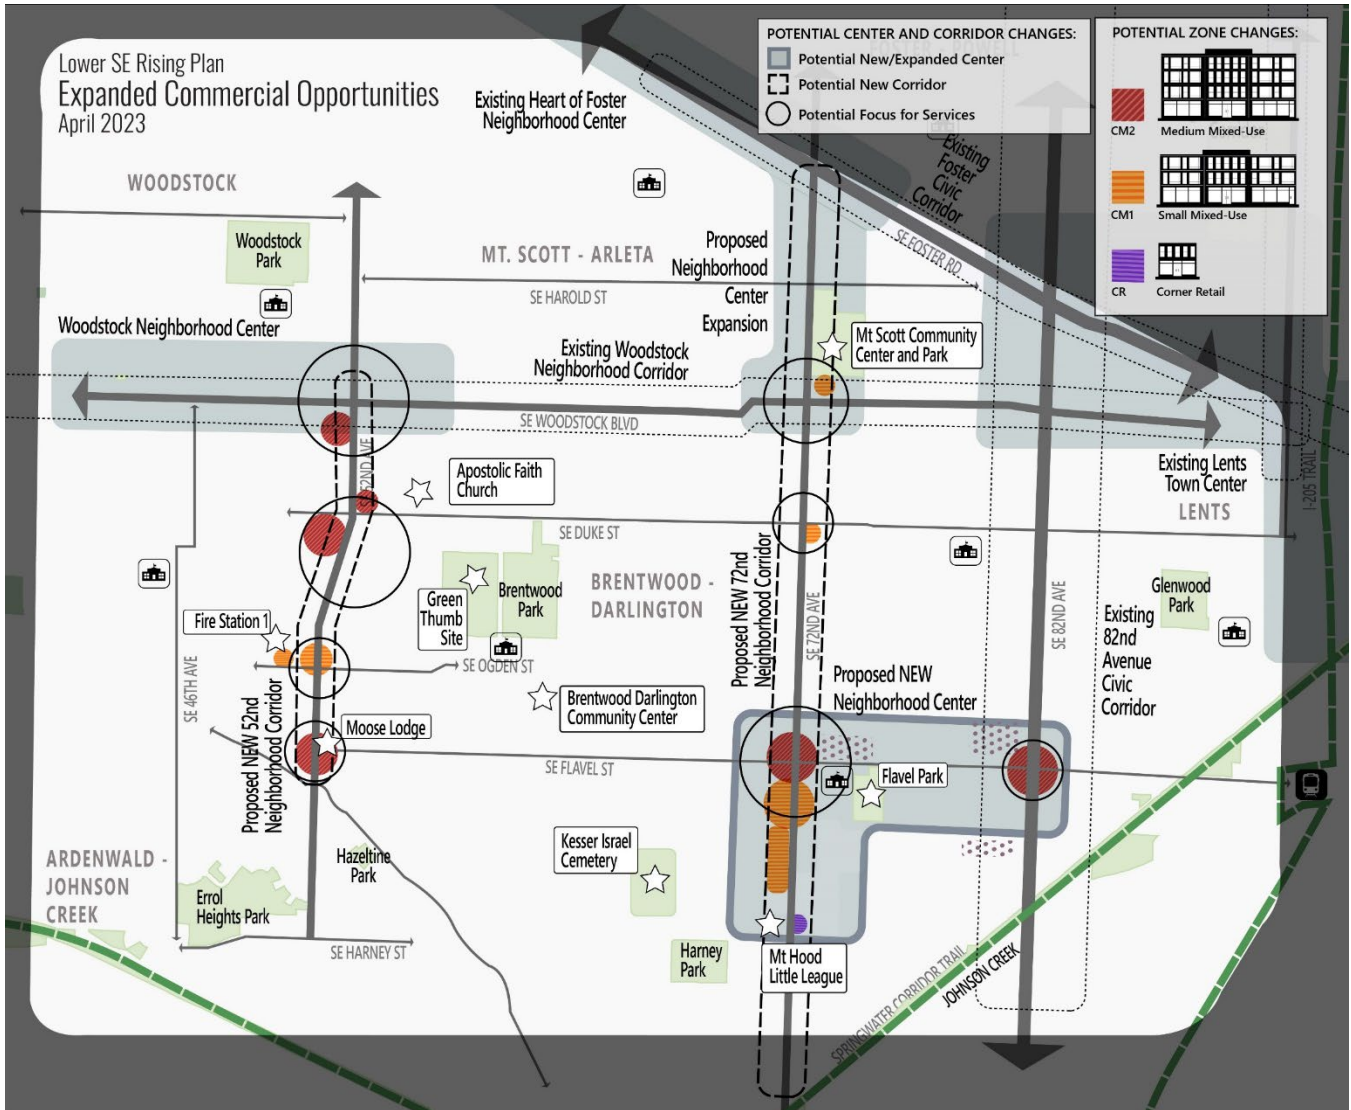 Lower SE Rising Plan
Expanded Commercial Opportunities
April 2023
POTENTIAL CENTER AND CORRIDOR CHANGES:
Potential New/Expanded Center
Potential New Corridor
Potential Focus for Services
POTENTIAL ZONE CHANGES:
CM2
Medium Mixed-Use
CM1
Small Mixed-Use
CR
Corner Retail
FOSTER - POWELL
Existing Heart of Foster
Neighborhood Center
Existing
Foster
Civic
Corridor
WOODSTOCK
Woodstock
Park
MT. SCOTT - ARLETA
Proposed
Neighborhood
Center
Expansion
SE FOSTER RD
SE HAROLD ST
Woodstock Neighborhood Center
Existing Woodstock
Neighborhood Corridor
Mt Scott Community
Center and Park
SE WOODSTOCK BLVD
SE 52ND AVE
Apostolic Faith
Church
Existing Lents
Town Center
LENTS
I-205 TRAIL
SE DUKE ST
BRENTWOOD -
DARLINGTON
Green
Thumb
Site
Brentwood
Park
Proposed NEW 72nd
Neighborhood Corridor
SE 72ND AVE
SE 82ND AVE
Existing
82nd
Avenue
Civic
Corridor
Glenwood
Park
Fire Station 1
SE OGDEN ST
SE 46TH AVE
Proposed NEW 52nd
Neighborhood Corridor
Brentwood Darlington
Community Center
Proposed NEW
Neighborhood Center
Moose Lodge
SE FLAVEL ST
Flavel Park
Kesser Israel
Cemetery
ARDENWALD -
JOHNSON
CREEK
Hazeltine
Park
Errol
Heights Park
SE HARNEY ST
Harney
Park
Mt Hood
Little League
SPRINGWATER CORRIDOR TRAIL
JOHNSON CREEK